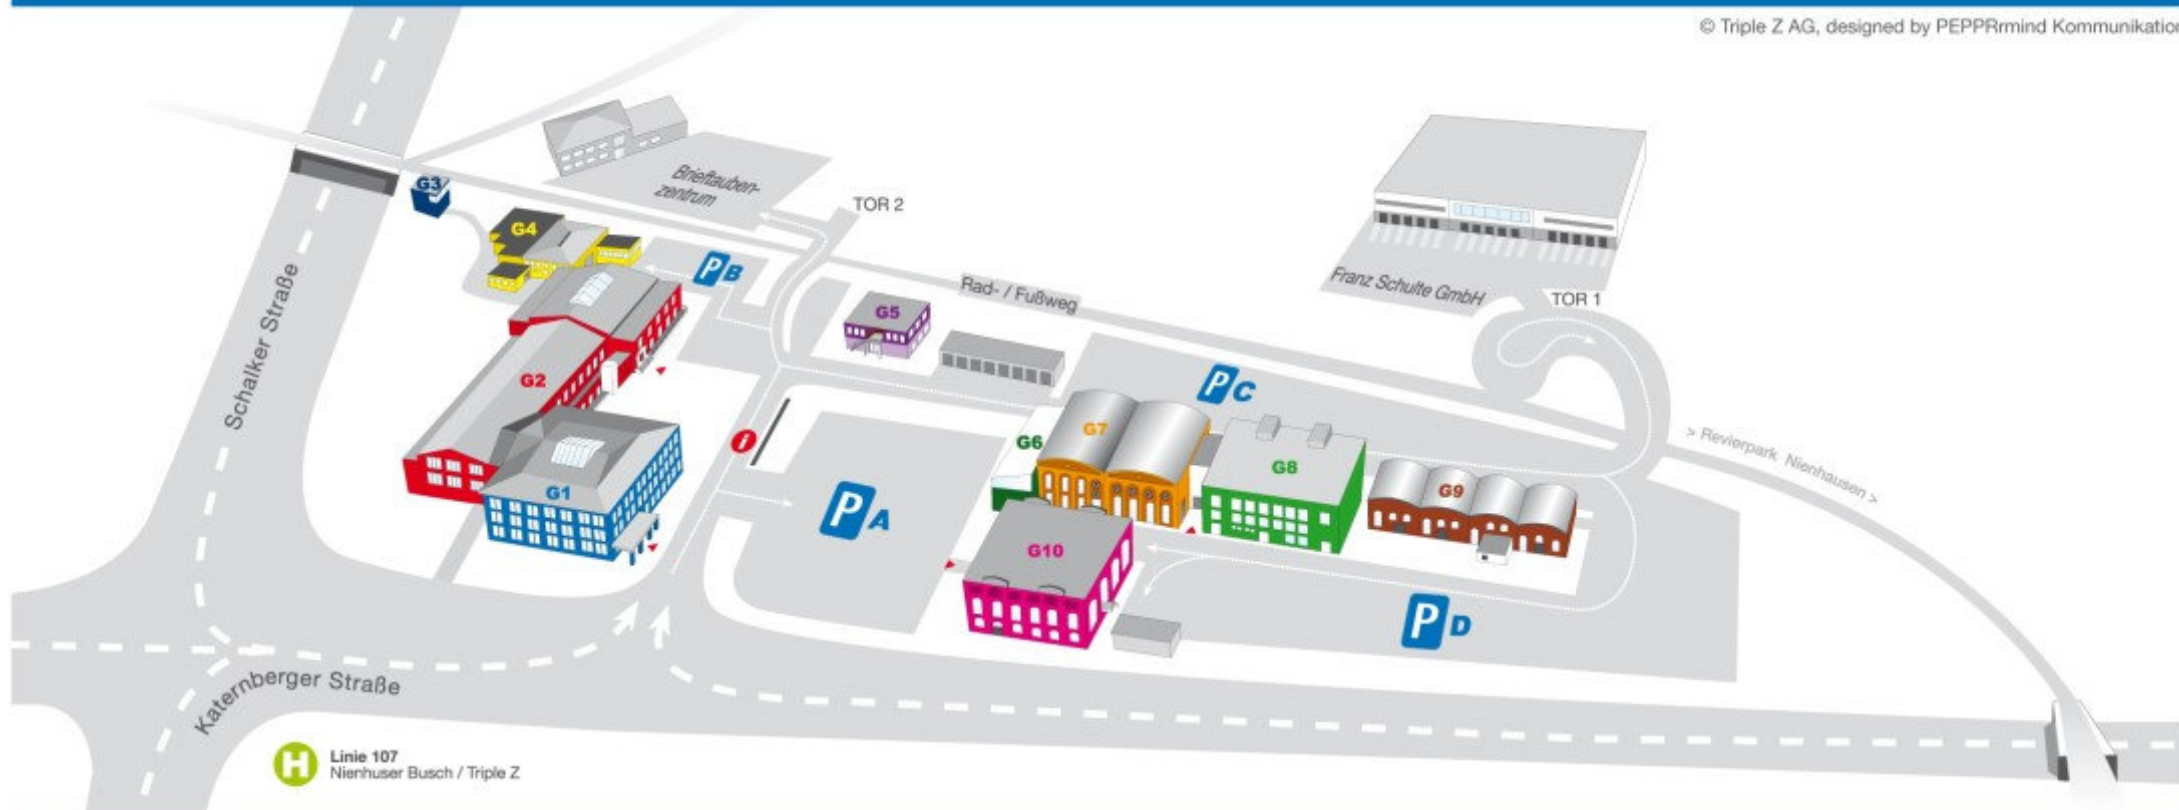 © Triple Z AG, designed by PEPPRmind Kommunikation
G3
Brieftauben-
zentrum
TOR 2
G4
P B
Schalker Straße
Rad- / Fußweg
Franz Schulte GmbH
TOR 1
G5
G2
P C
i
G6
G7
G8
> Revierpark Nienhausen >
G1
P A
G9
G10
P D
Katernberger Straße
H
Linie 107
Nienhuser Busch / Triple Z